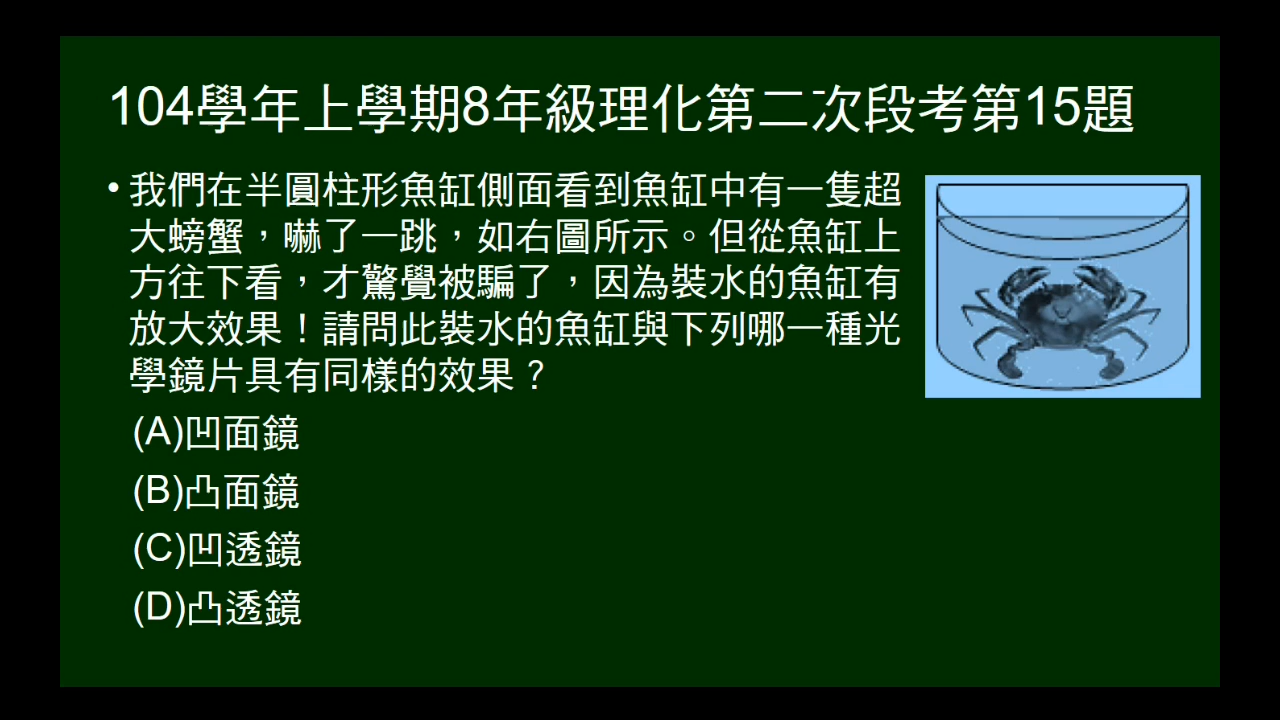 104學年上學期8年級理化第二次段考第15題
•我們在半圓柱形魚缸側面看到魚缸中有一隻超
大螃蟹，嚇了一跳，如右圖所示。但從魚缸上
方往下看，才驚覺被騙了，因為裝水的魚缸有
放大效果！請問此裝水的魚缸與下列哪一種光
學鏡片具有同樣的效果？
(A)凹面鏡
(B)凸面鏡
(C)凹透鏡
(D)凸透鏡